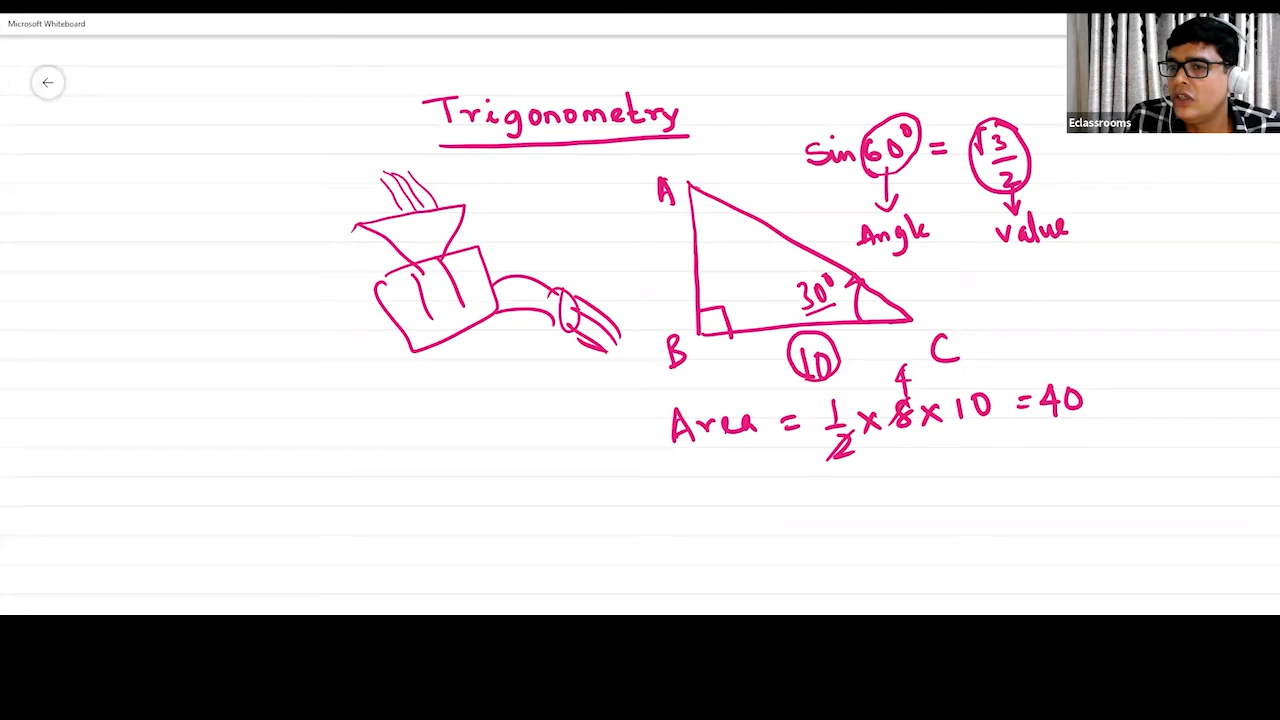 Microsoft Whiteboard
Eclassrooms
Trigonometry
sin 60° = √3/2
Angle
value
A
30°
B
C
10
4
Area = 1/2 × 8 × 10 = 40